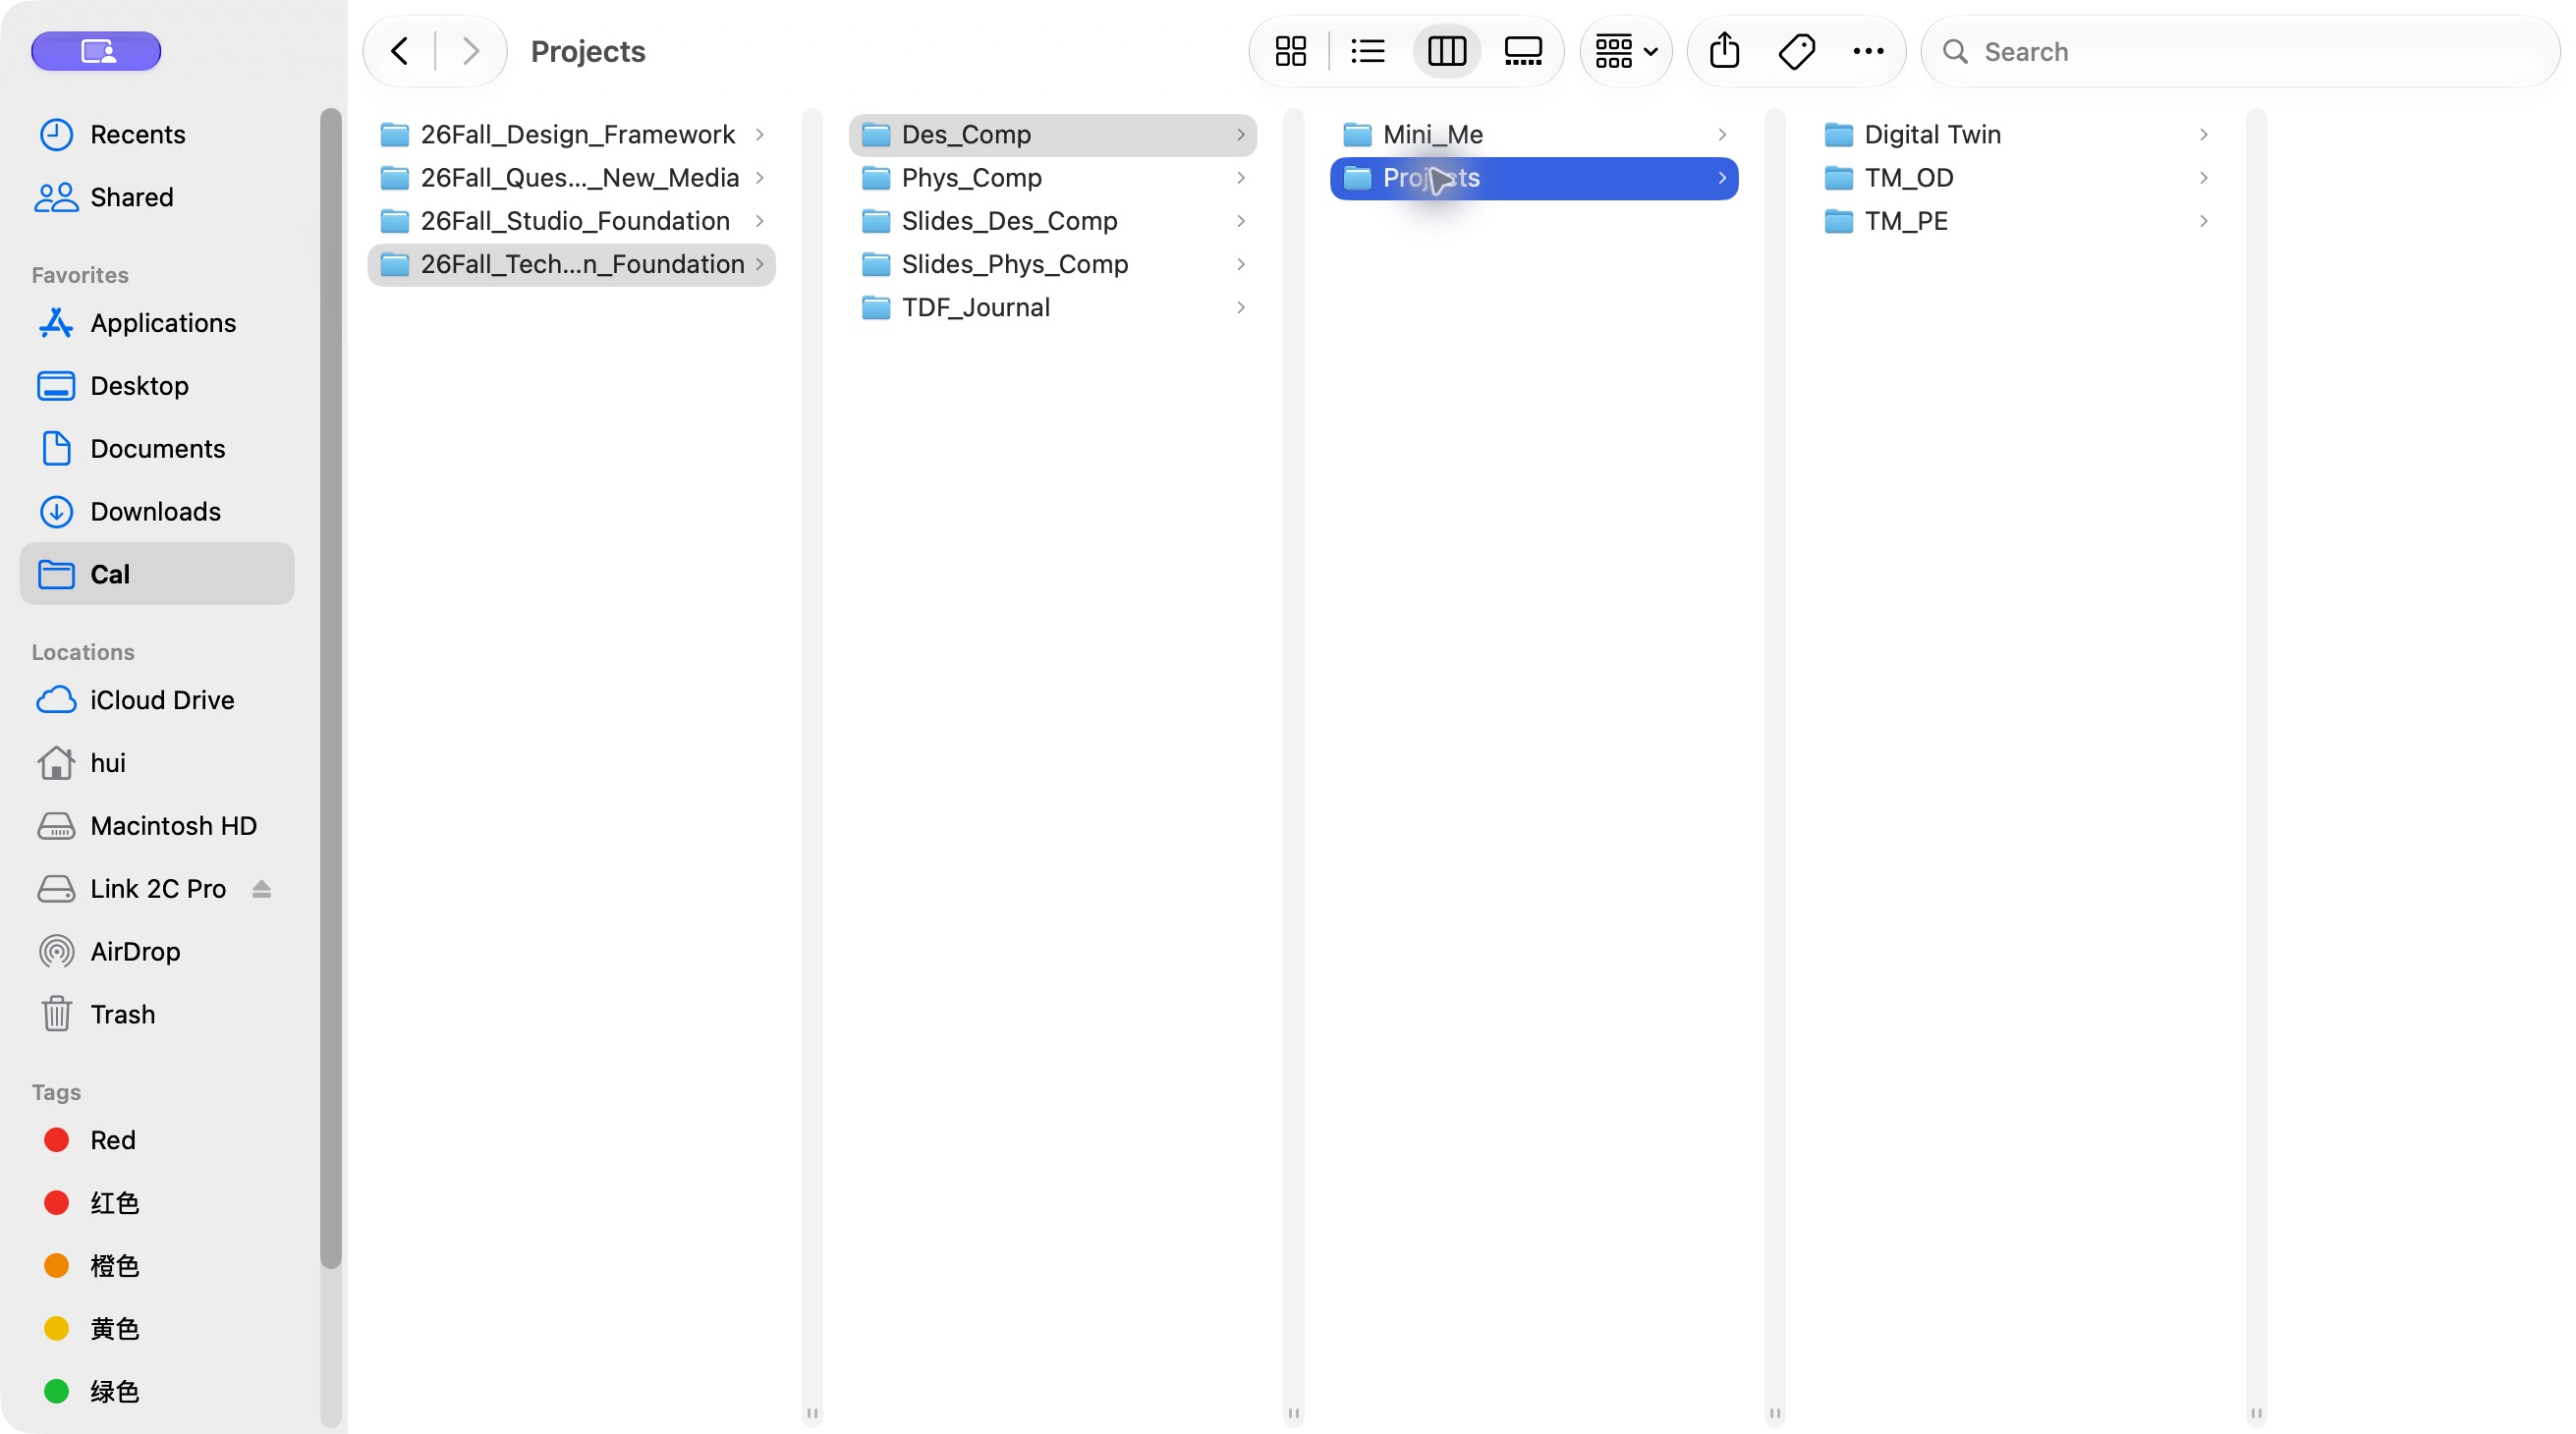 Projects
Search
Recents
Shared
Favorites
Applications
Desktop
Documents
Downloads
Cal
Locations
iCloud Drive
hui
Macintosh HD
Link 2C Pro
AirDrop
Trash
Tags
Red
红色
橙色
黄色
绿色
26Fall_Design_Framework
26Fall_Ques..._New_Media
26Fall_Studio_Foundation
26Fall_Tech...n_Foundation
Des_Comp
Phys_Comp
Slides_Des_Comp
Slides_Phys_Comp
TDF_Journal
Mini_Me
Projects
Digital Twin
TM_OD
TM_PE